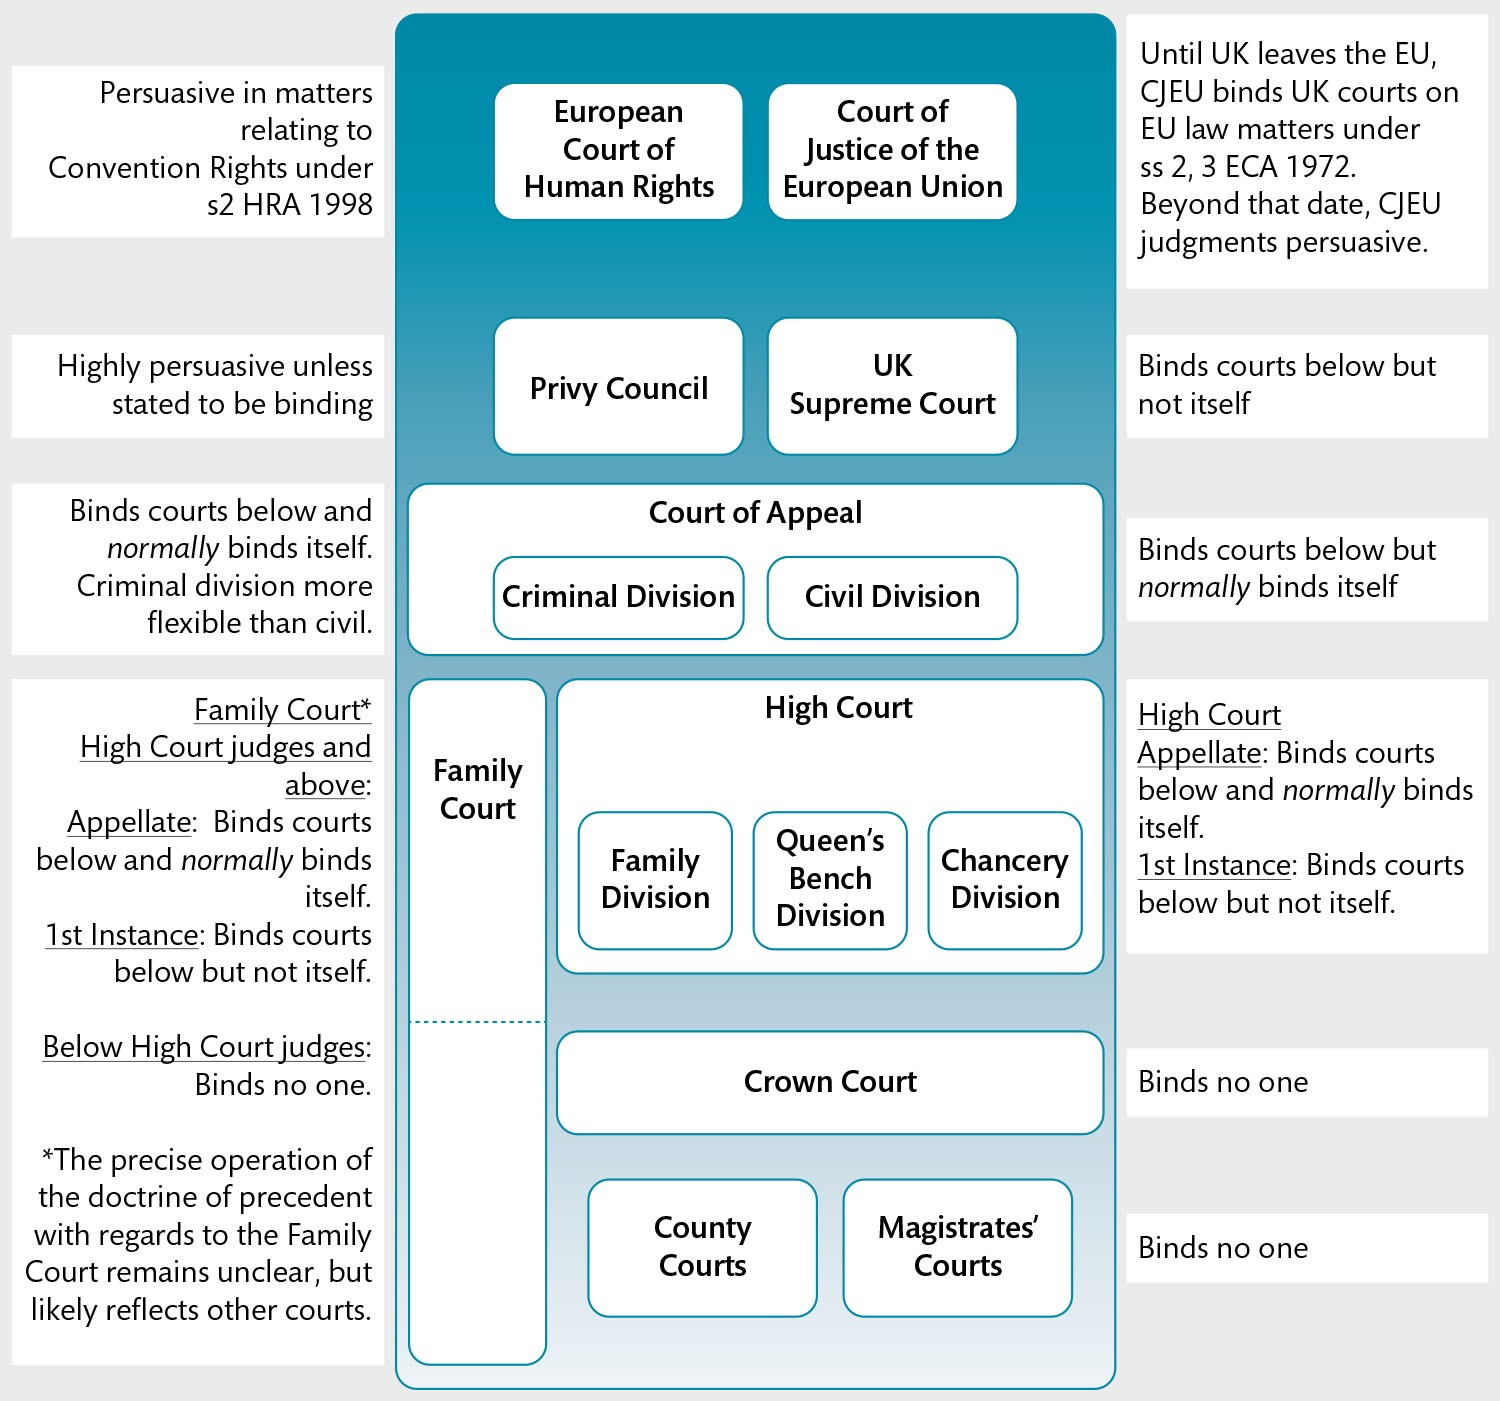 Persuasive in matters
relating to
Convention Rights under
s2 HRA 1998
European
Court of
Human Rights
Court of
Justice of the
European Union
Until UK leaves the EU,
CJEU binds UK courts on
EU law matters under
ss 2, 3 ECA 1972.
Beyond that date, CJEU
judgments persuasive.
Highly persuasive unless
stated to be binding
Privy Council
UK
Supreme Court
Binds courts below but
not itself
Binds courts below and
normally binds itself.
Criminal division more
flexible than civil.
Court of Appeal
Criminal Division
Civil Division
Binds courts below but
normally binds itself
Family Court*
High Court judges and
above:
Appellate: Binds courts
below and normally binds
itself.
1st Instance: Binds courts
below but not itself.
Below High Court judges:
Binds no one.
*The precise operation of
the doctrine of precedent
with regards to the Family
Court remains unclear, but
likely reflects other courts.
Family
Court
High Court
Family
Division
Queen’s
Bench
Division
Chancery
Division
High Court
Appellate: Binds courts
below and normally binds
itself.
1st Instance: Binds courts
below but not itself.
Crown Court
Binds no one
County
Courts
Magistrates’
Courts
Binds no one